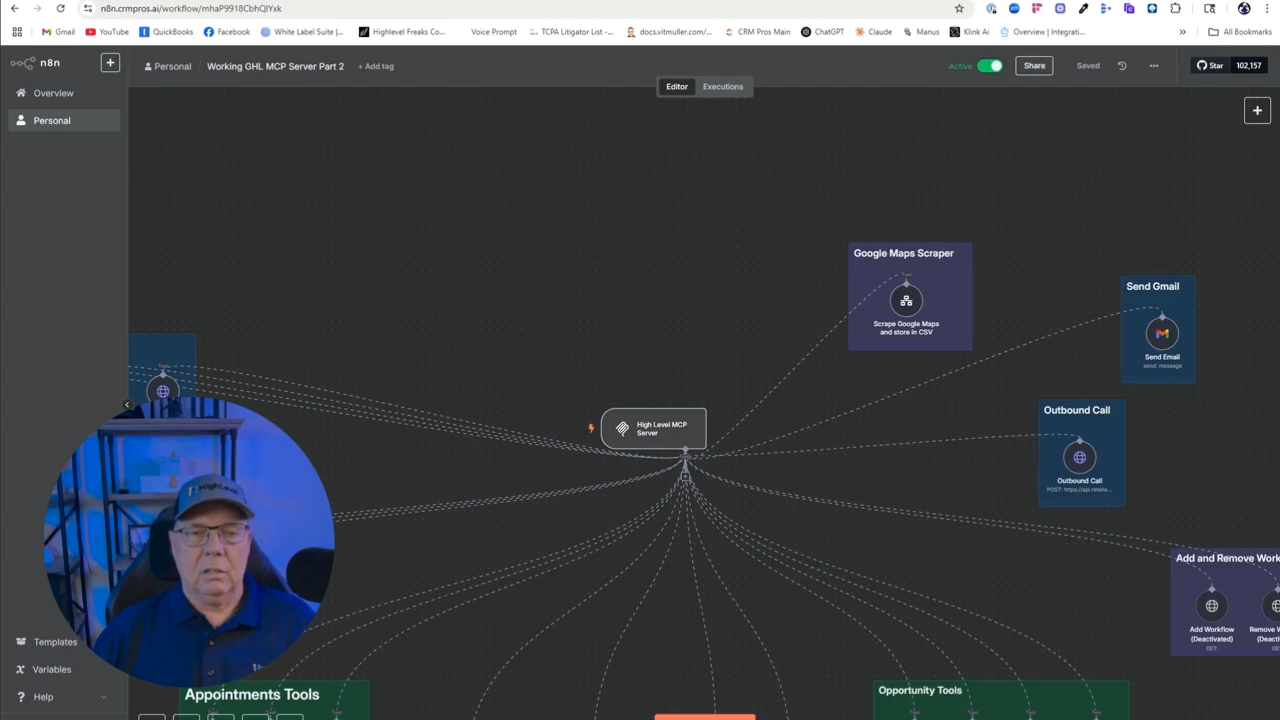 n8n.crmpros.ai/workflow/mhaP9918CbhQlYxk
Gmail
YouTube
QuickBooks
Facebook
White Label Suite |...
Highlevel Freaks Co...
Voice Prompt
TCPA Litigator List -...
docs.vitmuller.com/...
CRM Pros Main
ChatGPT
Claude
Manus
Klink Ai
Overview | Integrati...
All Bookmarks
n8n
Personal / Working GHL MCP Server Part 2 + Add tag
Active
Share
Saved
Star 102,157
Editor
Executions
Overview
Personal
Google Maps Scraper
Scrape Google Maps
and store in CSV
Send Gmail
Send Email
send: message
High Level MCP
Server
Outbound Call
Outbound Call
Add and Remove Work
Add Workflow
(Deactivated)
GET:
Remove W
HighLevel
Templates
Variables
Help
Appointments Tools
Opportunity Tools